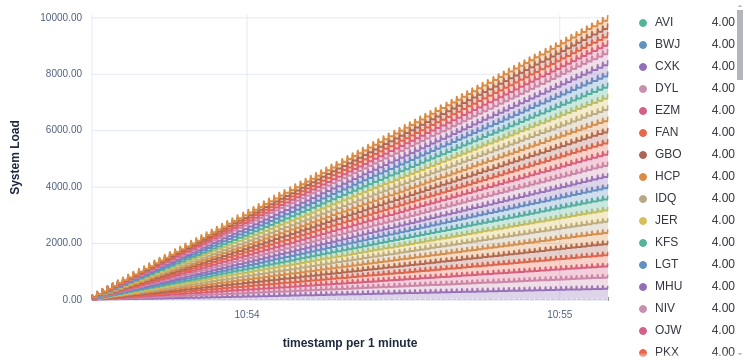 10000.00
8000.00
6000.00
4000.00
2000.00
0.00
System Load
10:54
10:55
timestamp per 1 minute
AVI 4.00
BWJ 4.00
CXK 4.00
DYL 4.00
EZM 4.00
FAN 4.00
GBO 4.00
HCP 4.00
IDQ 4.00
JER 4.00
KFS 4.00
LGT 4.00
MHU 4.00
NIV 4.00
OJW 4.00
PKX 4.00